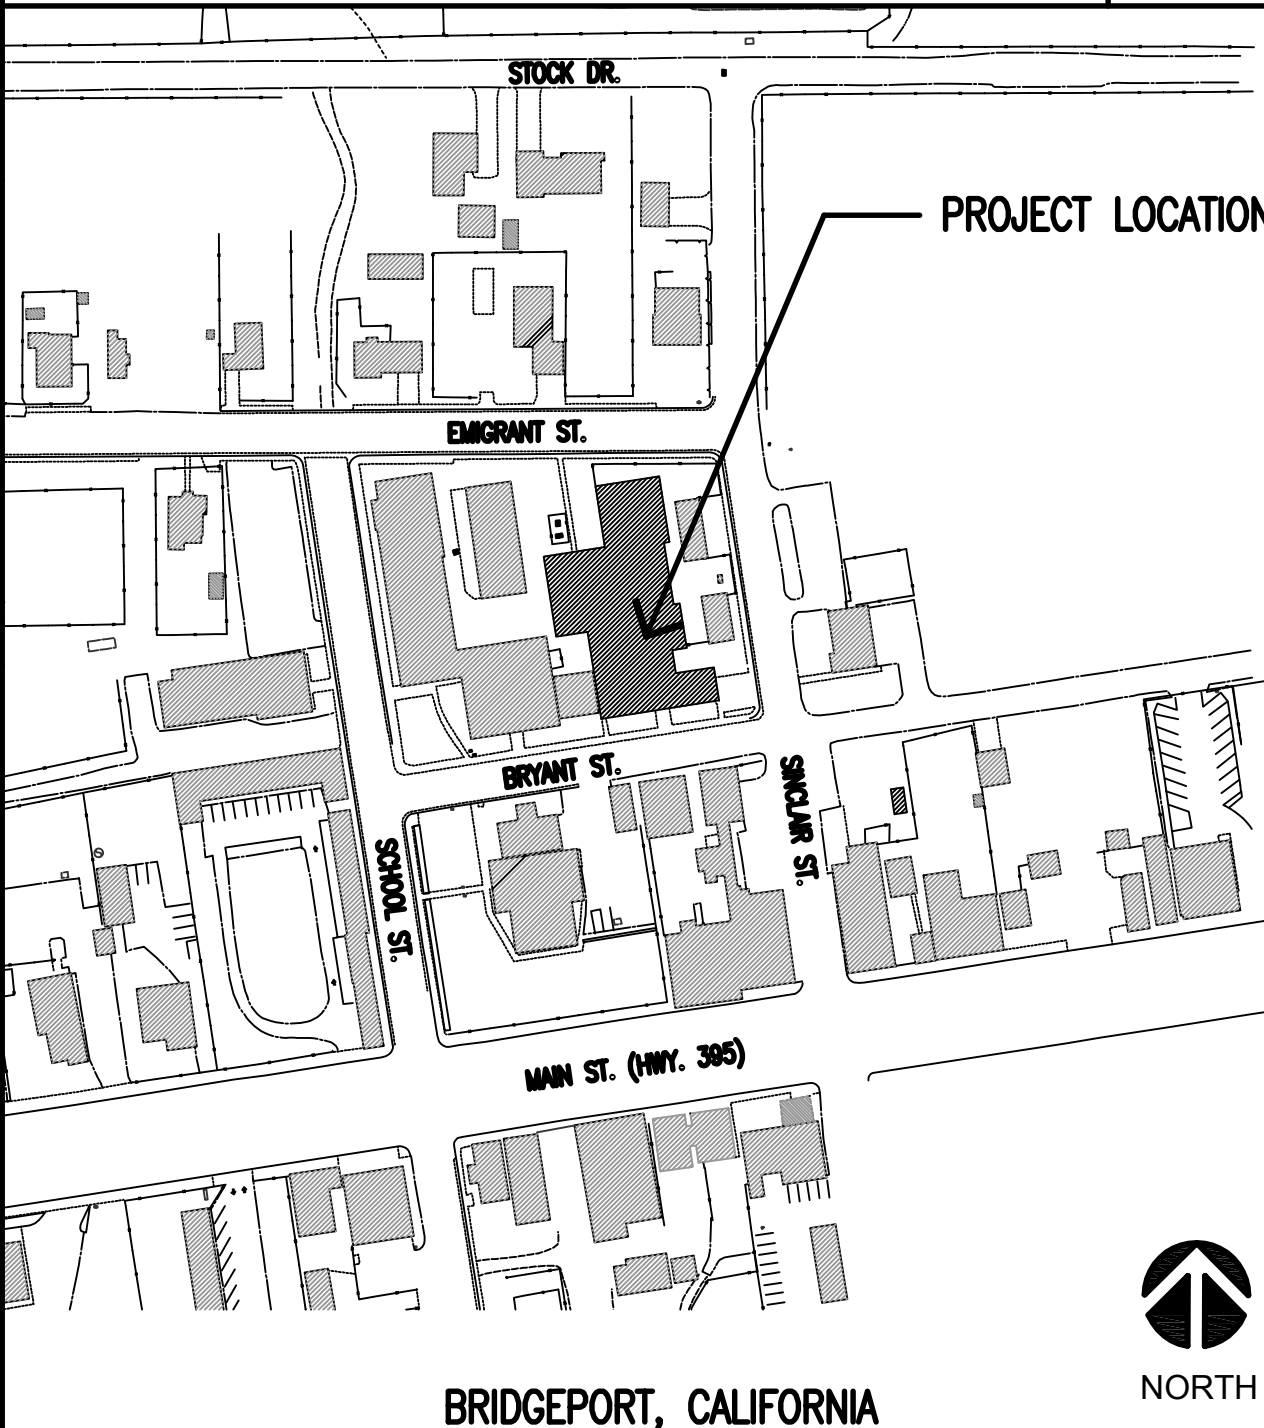 STOCK DR.
PROJECT LOCATION
EMIGRANT ST.
BRYANT ST.
SINCLAIR ST.
SCHOOL ST.
MAIN ST. (HWY. 395)
NORTH
BRIDGEPORT, CALIFORNIA